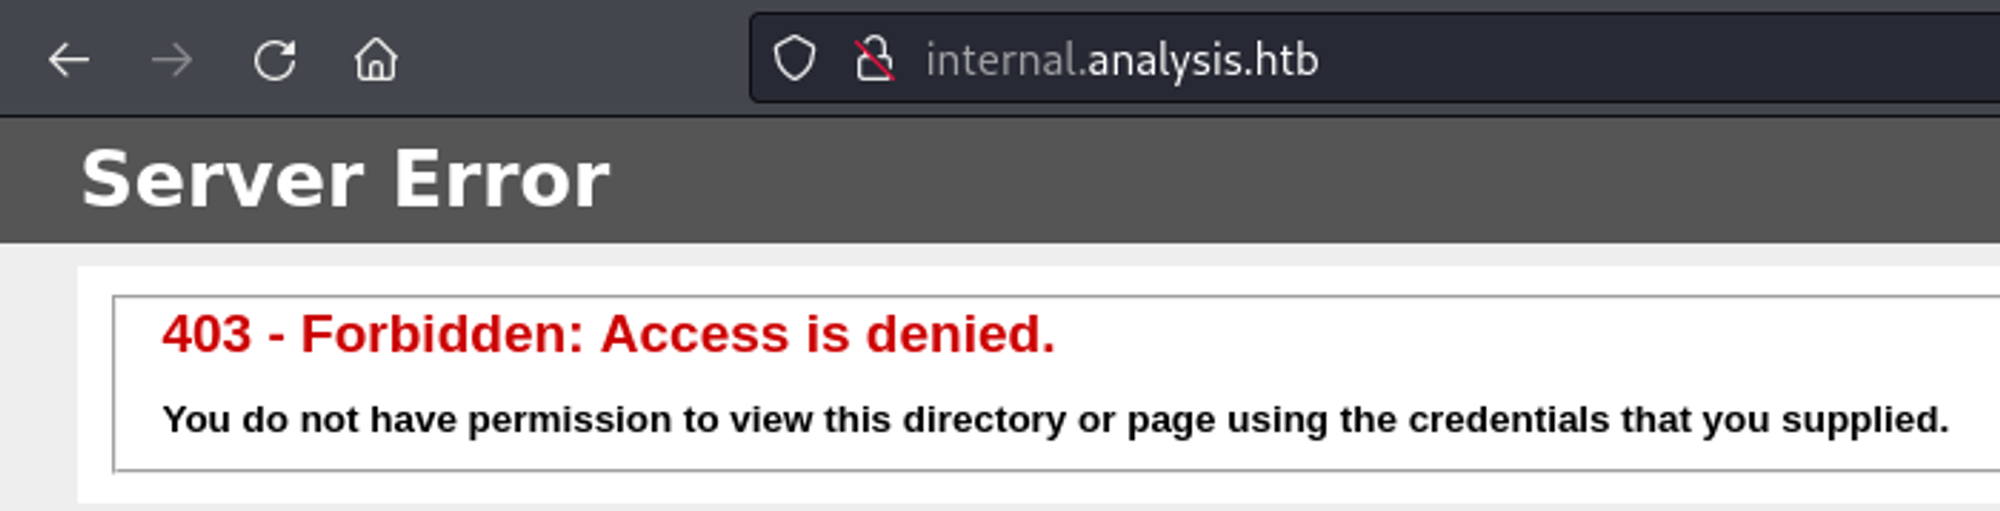 internal.analysis.htb
Server Error
403 - Forbidden: Access is denied.
You do not have permission to view this directory or page using the credentials that you supplied.